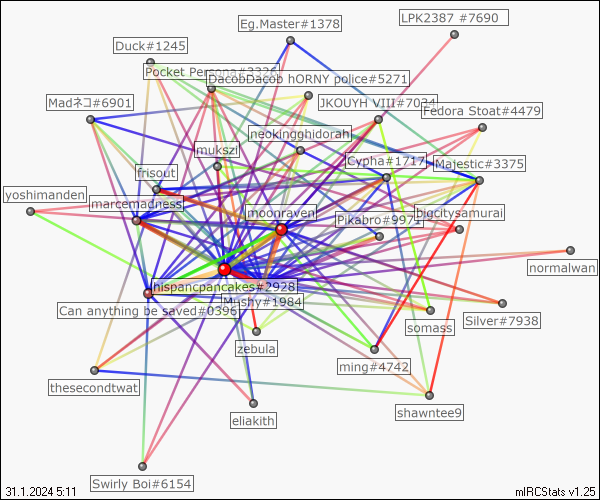 Eg.Master#1378
LPK2387 #7690
Duck#1245
DacobDacob hORNY police#5271
Madネコ#6901
JKOUYH VIII#7034
Fedora Stoat#4479
neokingghidorah
mukszi
Cypha#1717
Majestic#3375
frisout
yoshimanden
marcemadness
moonraven
Pikabro#9971
bigcitysamurai
normalwan
hispancpancakes#2928
Mushy#1984
Can anything be saved#0396
somass
Silver#7938
zebula
ming#4742
thesecondtwat
shawntee9
eliakith
Swirly Boi#6154
31.1.2024 5:11
mIRCStats v1.25